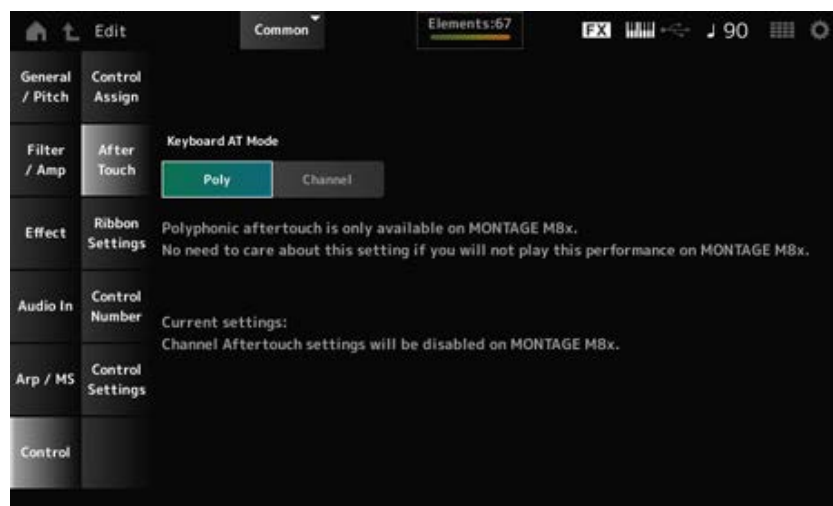 Edit
Common
Elements:67
FX
90
General
/ Pitch
Control
Assign
Filter
/ Amp
After
Touch
Keyboard AT Mode
Poly
Channel
Effect
Ribbon
Settings
Polyphonic aftertouch is only available on MONTAGE M8x.
No need to care about this setting if you will not play this performance on MONTAGE M8x.
Audio In
Control
Number
Current settings:
Channel Aftertouch settings will be disabled on MONTAGE M8x.
Arp / MS
Control
Settings
Control